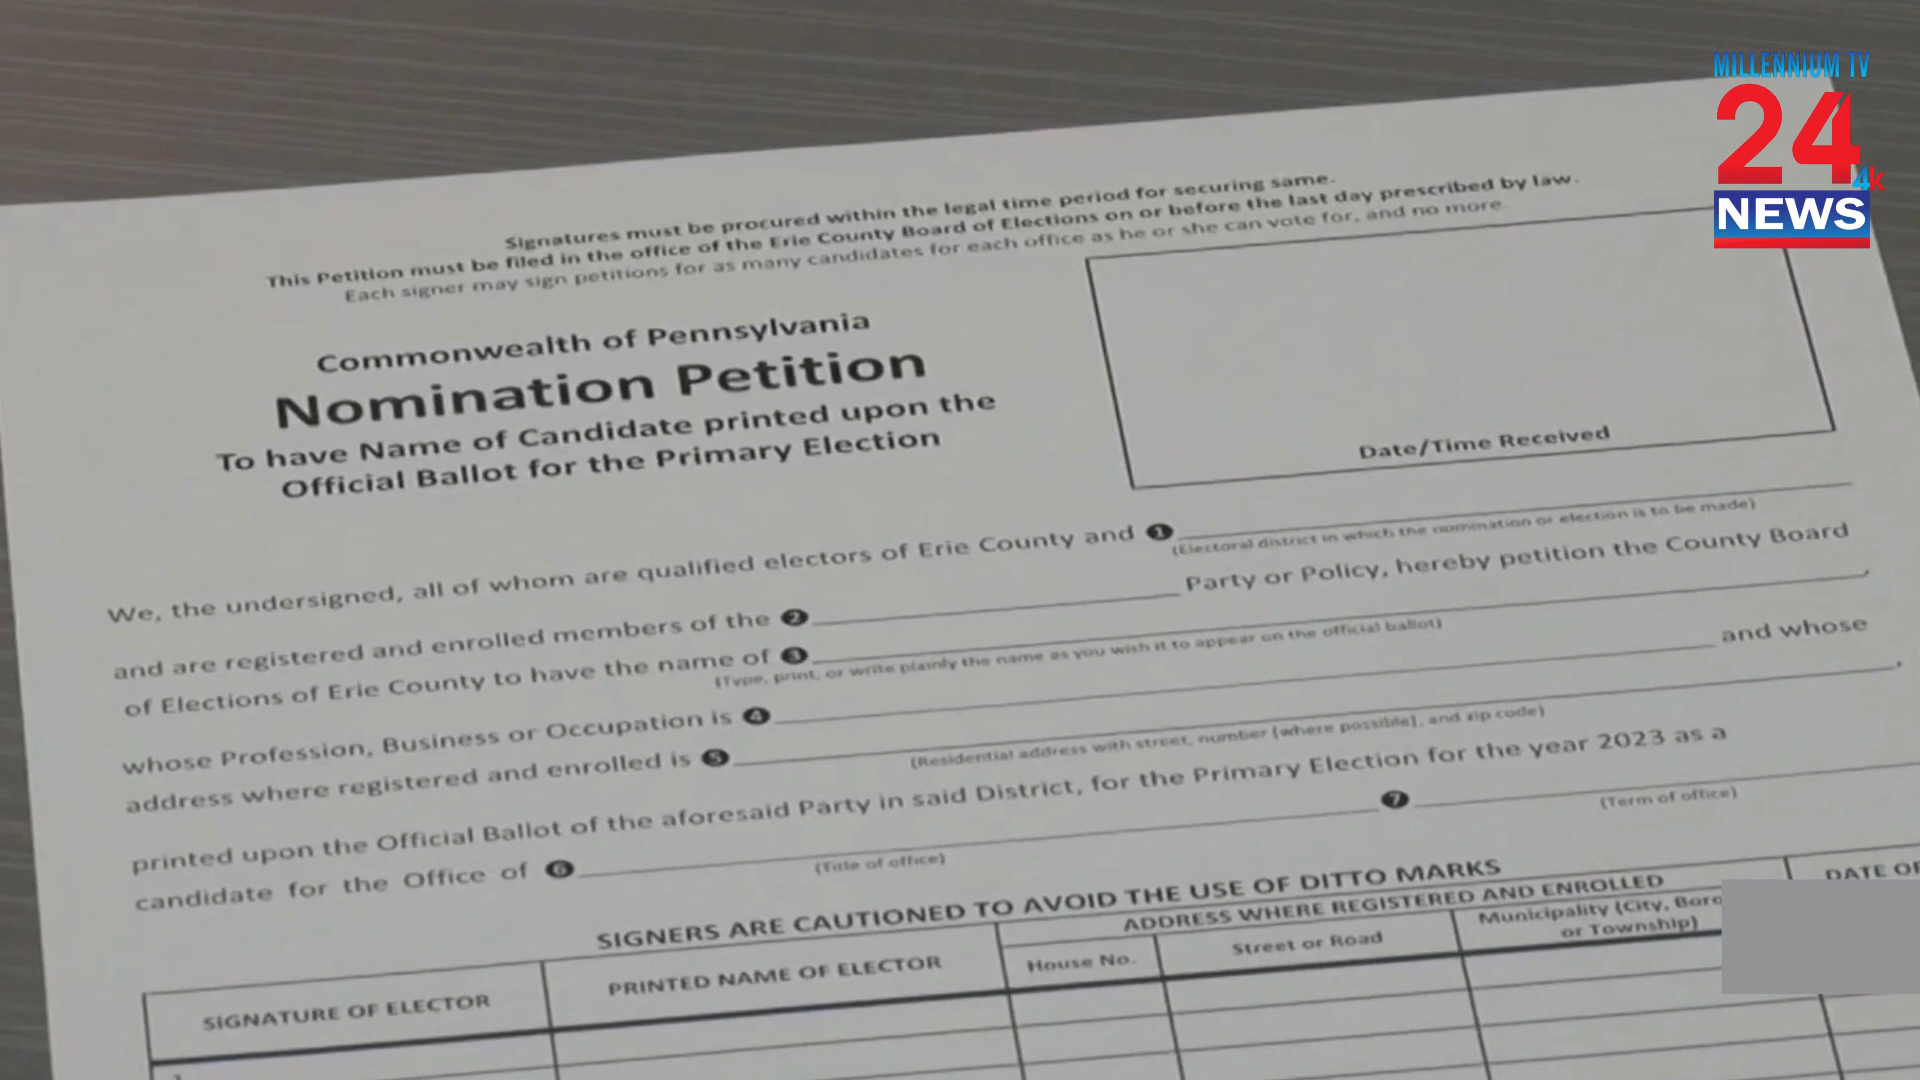 MILLENNIUM TV
24
4k
NEWS
Signatures must be procured within the legal time period for securing same.
This Petition must be filed in the office of the Erie County Board of Elections on or before the last day prescribed by law.
Each signer may sign petitions for as many candidates for each office as he or she can vote for, and no more
Commonwealth of Pennsylvania
Nomination Petition
To have Name of Candidate printed upon the
Official Ballot for the Primary Election
Date/Time Received
We, the undersigned, all of whom are qualified electors of Erie County and 1
(Electoral district in which the nomination or election is to be made)
and are registered and enrolled members of the 2 Party or Policy, hereby petition the County Board
of Elections of Erie County to have the name of 3 ,
(Type, print, or write plainly the name as you wish it to appear on the official ballot)
whose Profession, Business or Occupation is 4 and whose
address where registered and enrolled is 5 ,
(Residential address with street, number [where possible], and zip code)
printed upon the Official Ballot of the aforesaid Party in said District, for the Primary Election for the year 2023 as a
candidate for the Office of 6 7
(Title of office) (Term of office)
SIGNERS ARE CAUTIONED TO AVOID THE USE OF DITTO MARKS
SIGNATURE OF ELECTOR
PRINTED NAME OF ELECTOR
ADDRESS WHERE REGISTERED AND ENROLLED
House No.
Street or Road
Municipality (City, Boro
or Township)
DATE OF